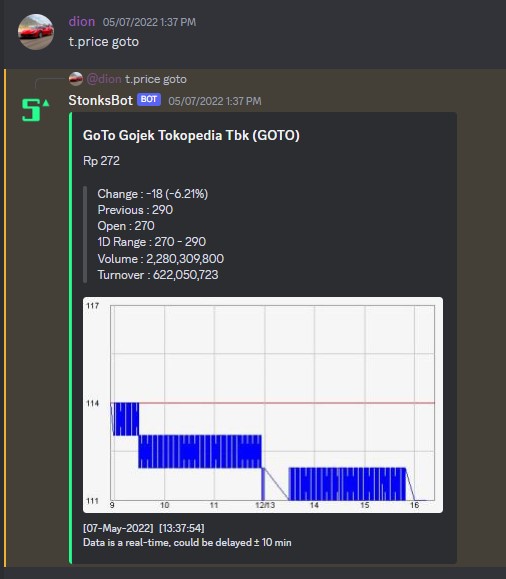 dion 05/07/2022 1:37 PM
t.price goto
@dion t.price goto
StonksBot BOT 05/07/2022 1:37 PM
GoTo Gojek Tokopedia Tbk (GOTO)
Rp 272
Change : -18 (-6.21%)
Previous : 290
Open : 270
1D Range : 270 - 290
Volume : 2,280,309,800
Turnover : 622,050,723
117
114
111
9 10 11 12/13 14 15 16
[07-May-2022] [13:37:54]
Data is a real-time, could be delayed ± 10 min